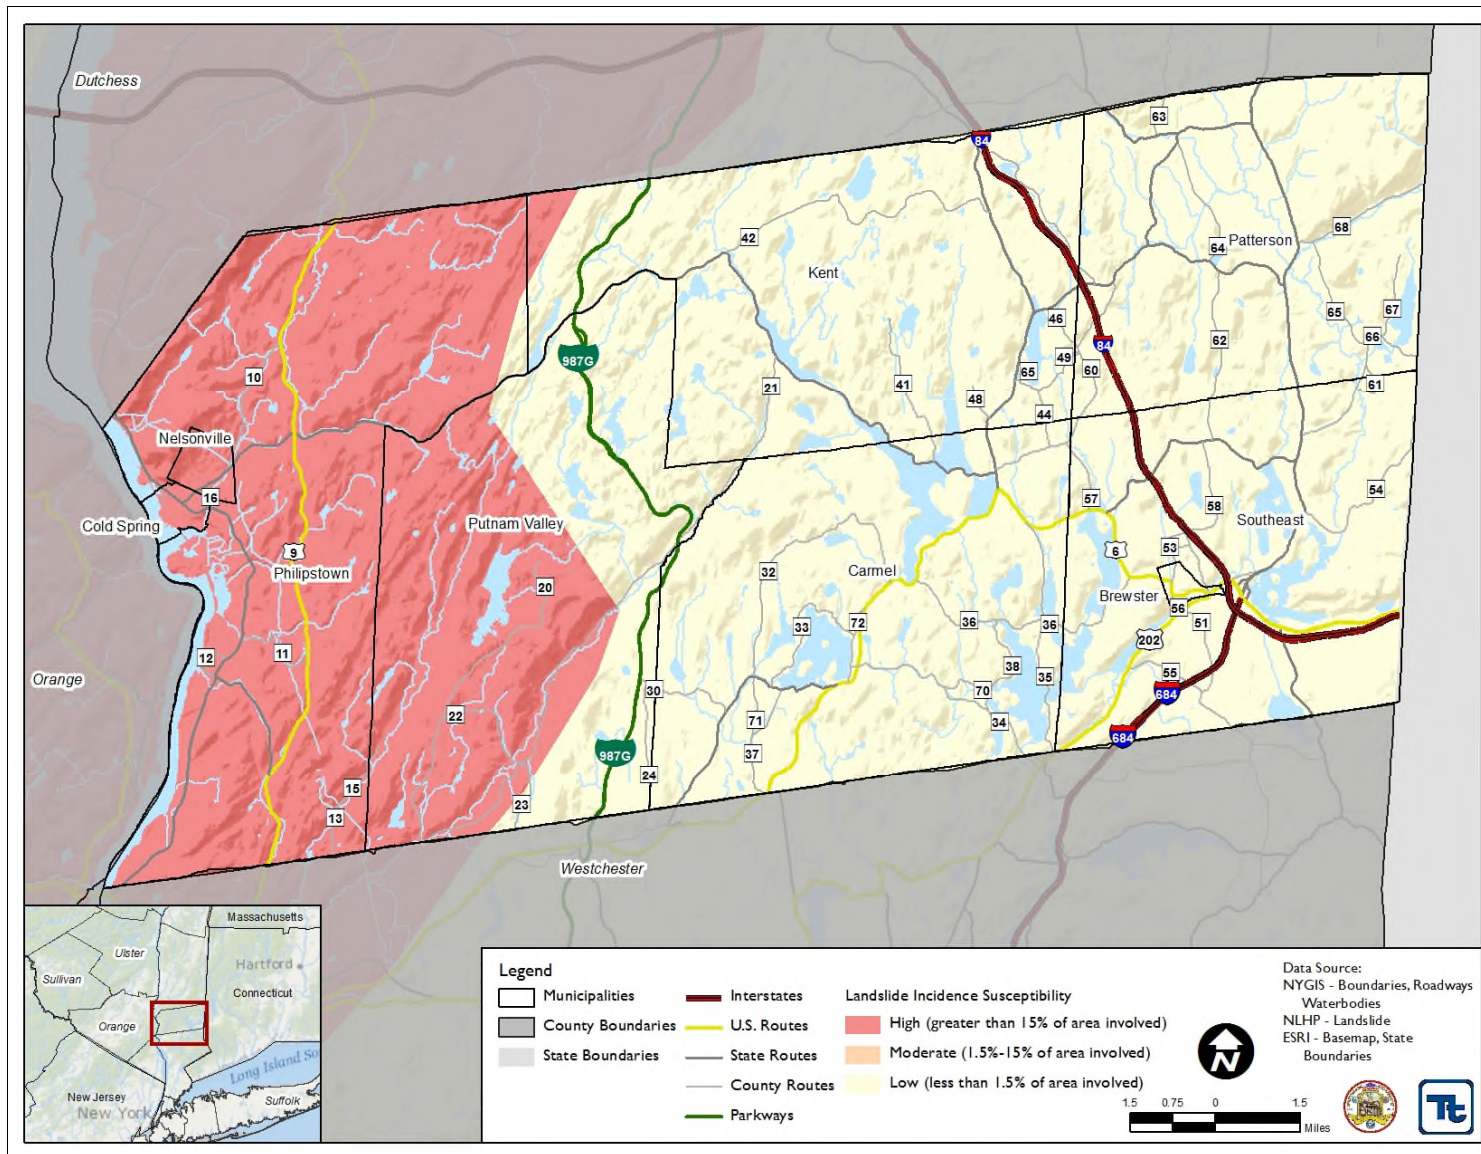 Dutchess
84
63
42
68
64
Patterson
Kent
46
65
67
987G
84
62
66
49
10
21
41
65
60
61
48
44
Nelsonville
16
57
54
58
Cold Spring
Putnam Valley
Southeast
9
6
53
Philipstown
32
Carmel
20
Brewster
56
33
72
36
36
51
202
12
11
38
Orange
35
55
30
70
684
22
71
34
684
987G
37
24
15
23
13
Westchester
Massachusetts
Ulster
Sullivan
Hartford
Connecticut
Orange
Long Island So
New Jersey
New York
Suffolk
Legend
Municipalities
County Boundaries
State Boundaries
Interstates
U.S. Routes
State Routes
County Routes
Parkways
Landslide Incidence Susceptibility
High (greater than 15% of area involved)
Moderate (1.5%-15% of area involved)
Low (less than 1.5% of area involved)
N
1.5 0.75 0 1.5
Miles
Data Source:
NYGIS - Boundaries, Roadways
Waterbodies
NLHP - Landslide
ESRI - Basemap, State
Boundaries
Tt